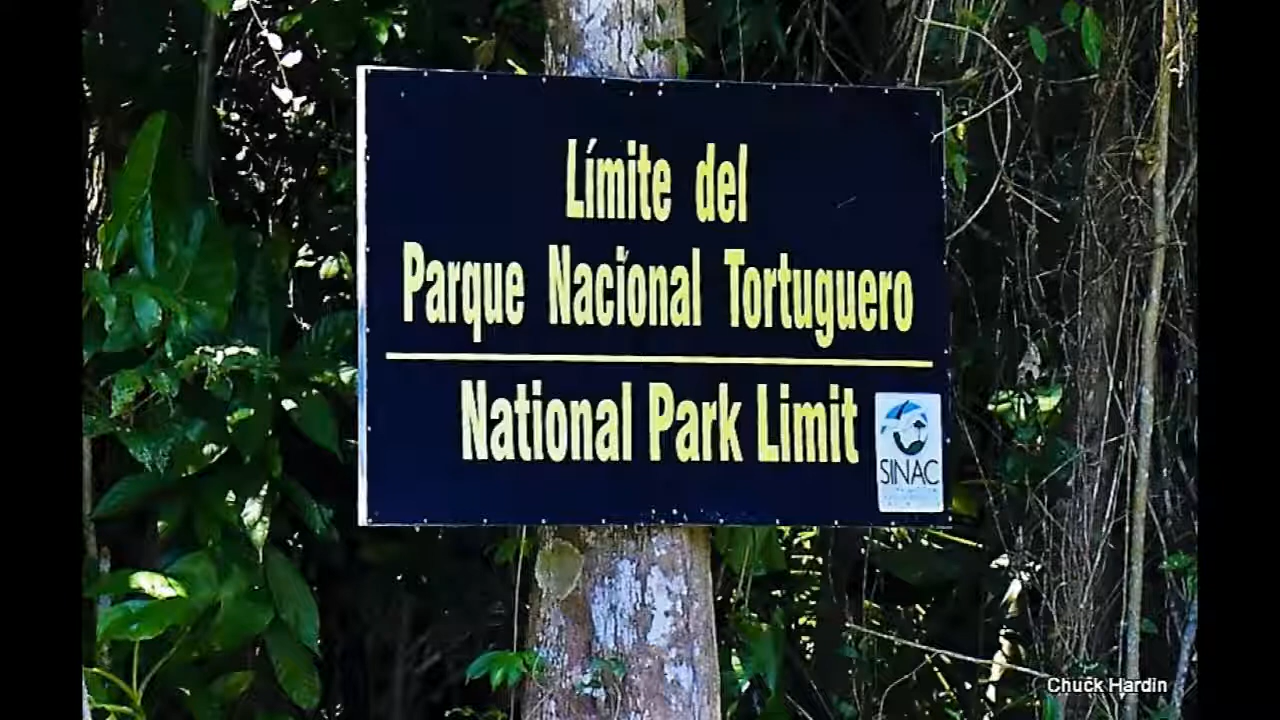 Límite del
Parque Nacional Tortuguero
National Park Limit
SINAC
Chuck Hardin